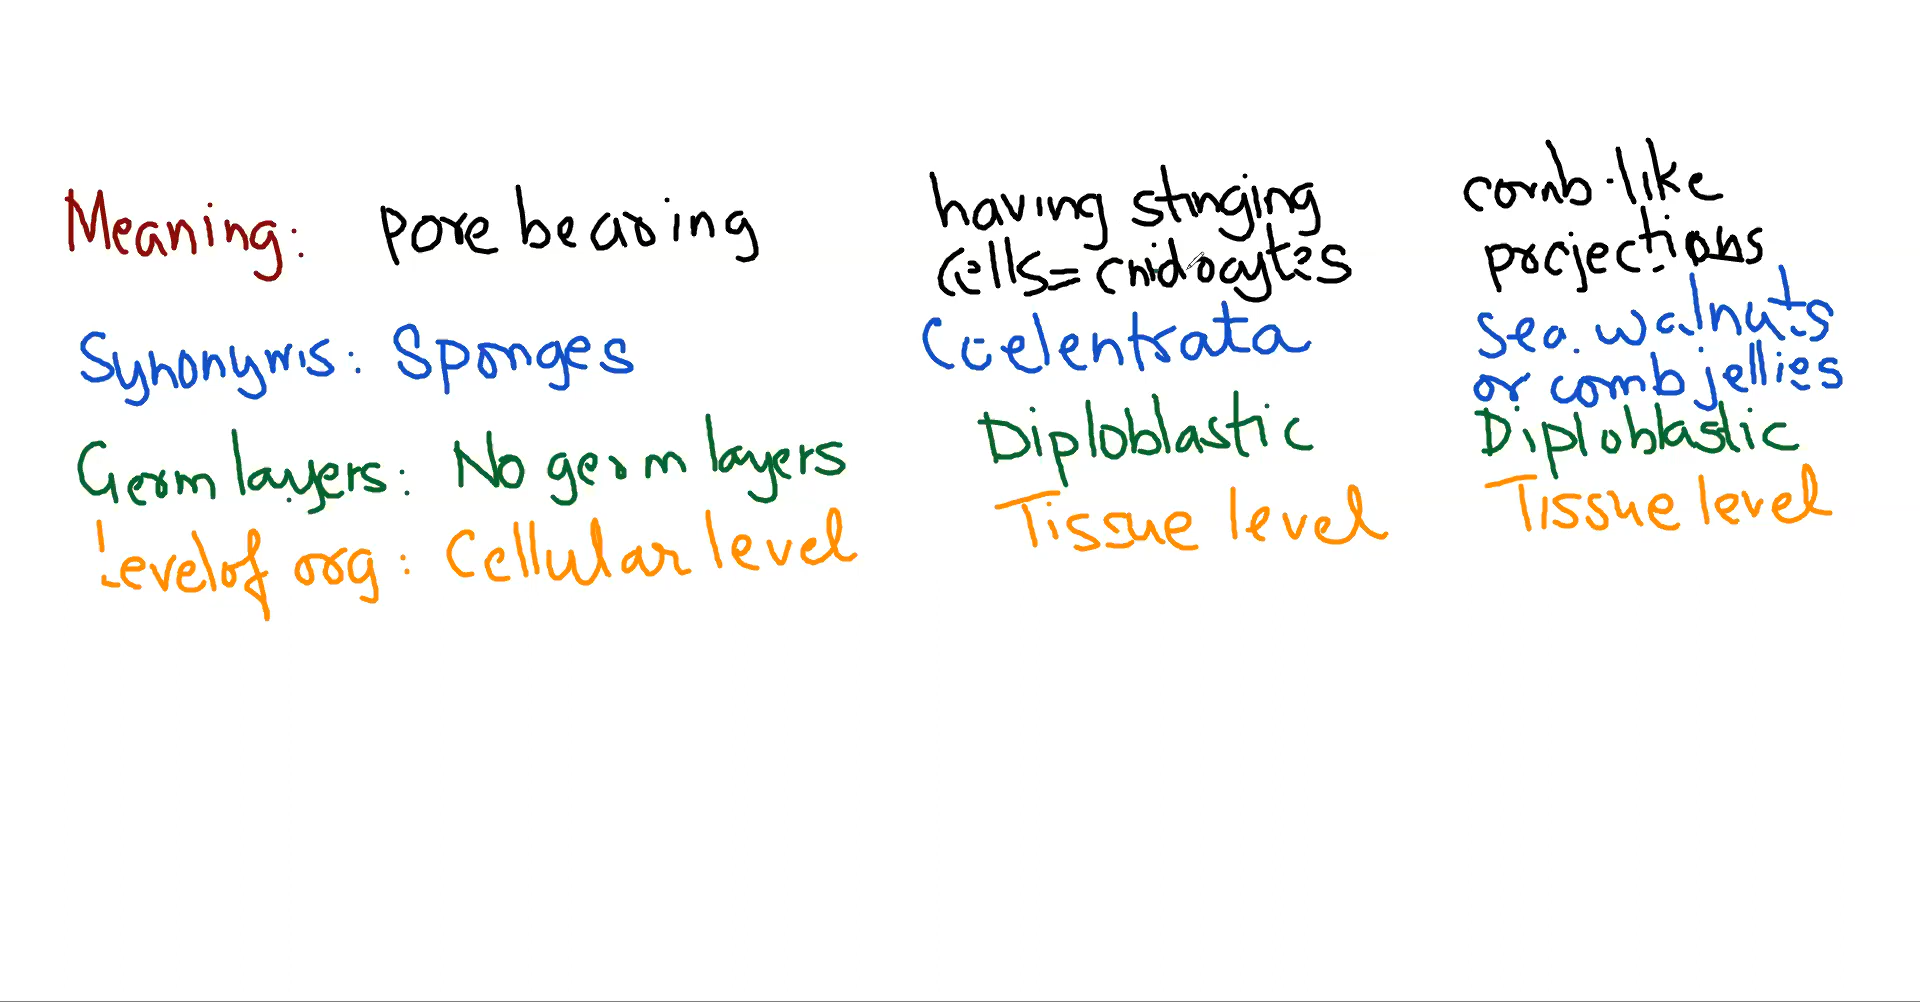 Meaning: pore bearing
having stinging
cells = cnidocytes
comb-like
projections
Synonyms: Sponges
Coelentrata
Sea walnuts
or comb jellies
Germ layers: No germ layers
Diploblastic
Diploblastic
Level of org: Cellular level
Tissue level
Tissue level